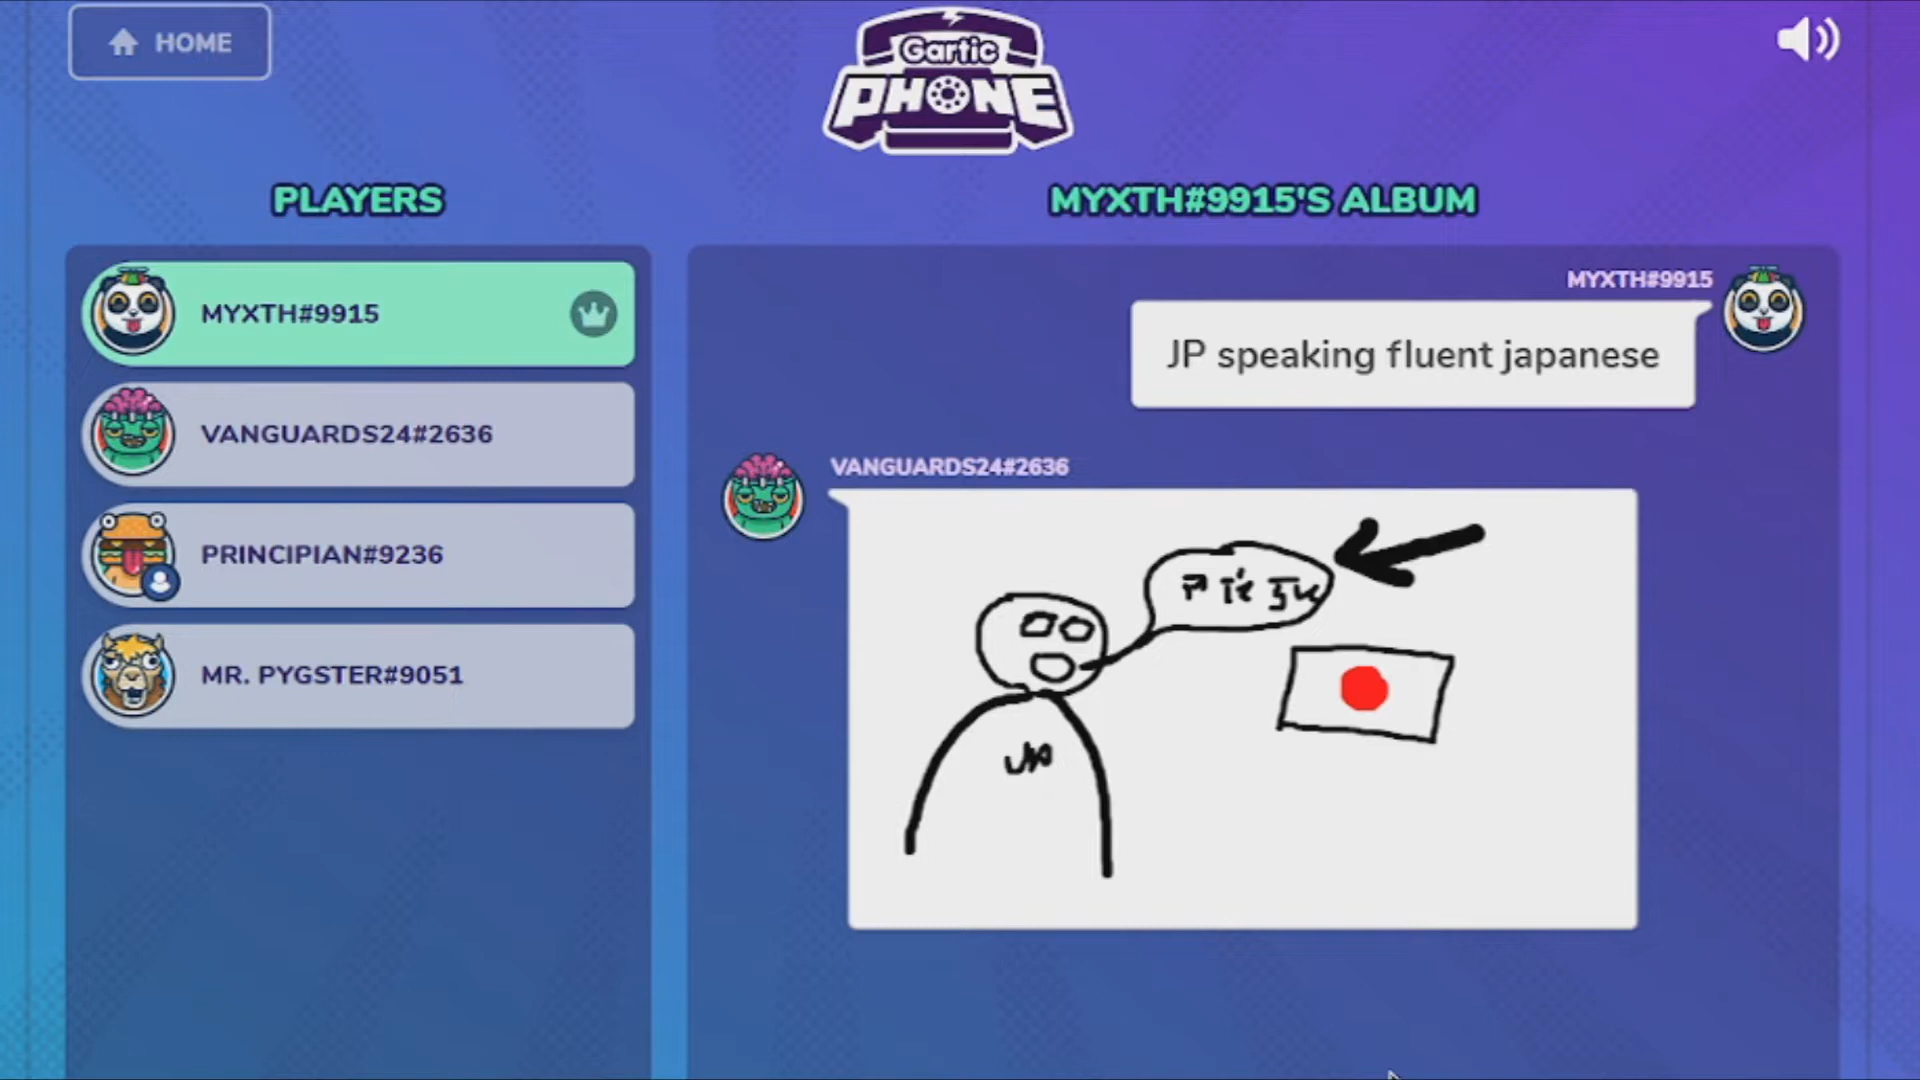 HOME
Gartic
PHONE
PLAYERS
MYXTH#9915
VANGUARDS24#2636
PRINCIPIAN#9236
MR. PYGSTER#9051
MYXTH#9915'S ALBUM
MYXTH#9915
JP speaking fluent japanese
VANGUARDS24#2636
JP